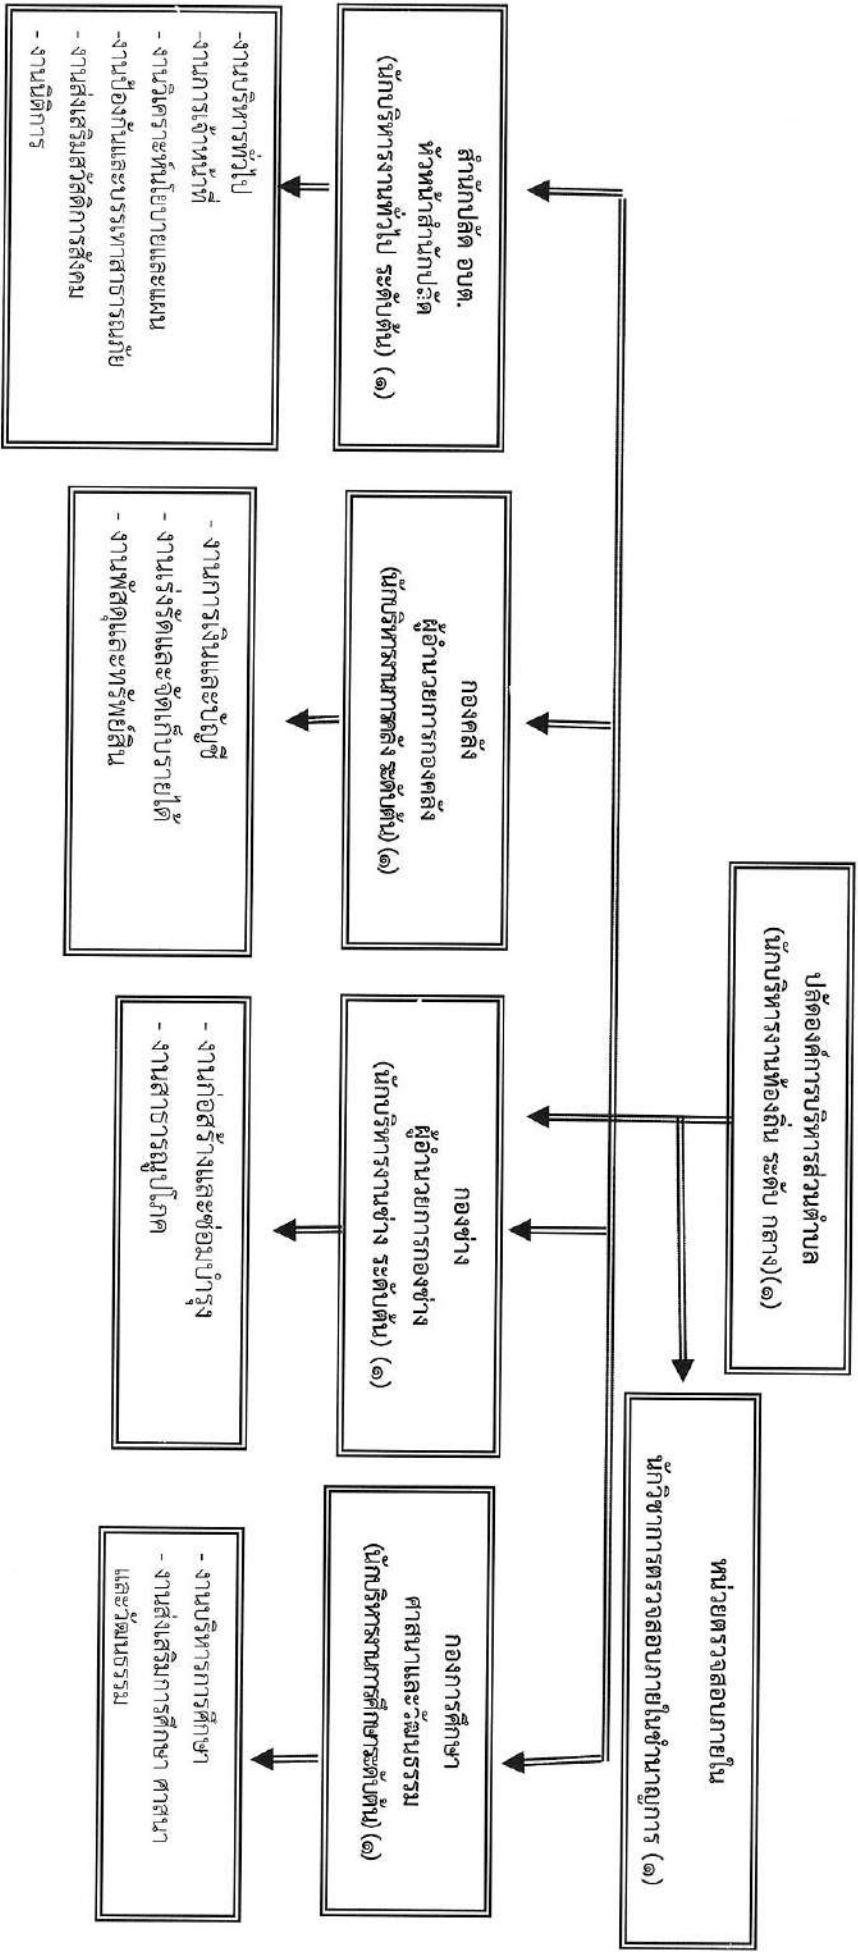 ปลัดองค์การบริหารส่วนตำบล
(นักบริหารงานท้องถิ่น ระดับ กลาง)(๑)
หน่วยตรวจสอบภายใน
นักวิชาการตรวจสอบภายในชำนาญการ (๑)
สำนักปลัด อบต.
หัวหน้าสำนักปลัด
(นักบริหารงานทั่วไป ระดับต้น) (๑)
กองคลัง
ผู้อำนวยการกองคลัง
(นักบริหารงานการคลัง ระดับต้น) (๑)
กองช่าง
ผู้อำนวยการกองช่าง
(นักบริหารงานช่าง ระดับต้น) (๑)
กองการศึกษา
ศาสนาและวัฒนธรรม
(นักบริหารงานการศึกษาระดับต้น) (๑)
-งานบริหารทั่วไป
-งานการเจ้าหน้าที่
- งานวิเคราะห์นโยบายและแผน
-งานป้องกันและบรรเทาสาธารณภัย
- งานส่งเสริมสวัสดิการสังคม
- งานนิติการ
- งานการเงินและบัญชี
- งานเร่งรัดและจัดเก็บรายได้
- งานพัสดุและทรัพย์สิน
- งานก่อสร้างและซ่อมบำรุง
- งานสาธารณูปโภค
- งานบริหารการศึกษา
- งานส่งเสริมการศึกษา ศาสนา
และวัฒนธรรม